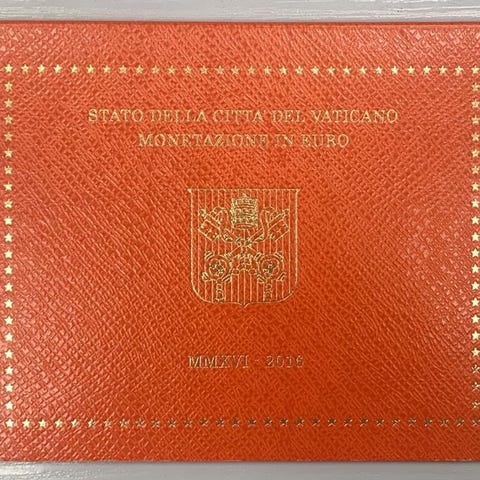 STATO DELLA CITTA' DEL VATICANO
MONETAZIONE IN EURO
MMXVI - 2016